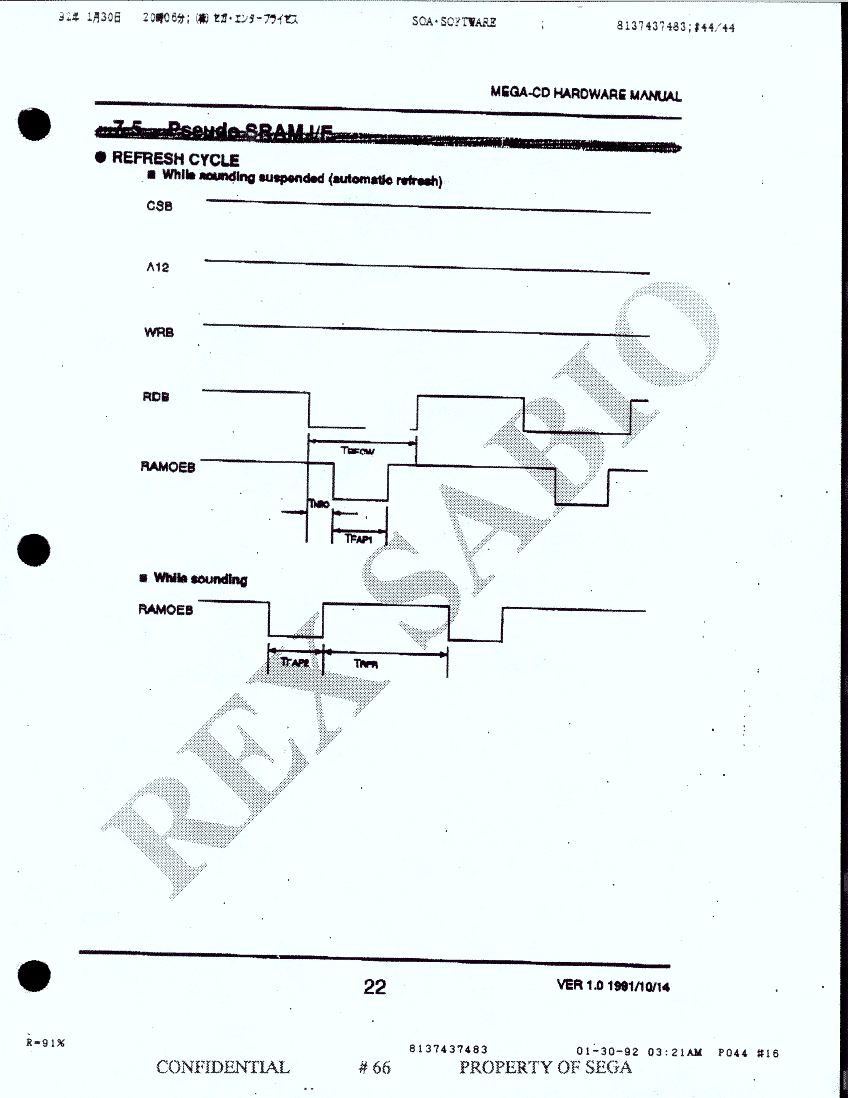 92年 1月30日 20時06分; (株) セガ・エンタープライゼス SOA・SOFTWARE ; 8137437483;#44/44
MEGA-CD HARDWARE MANUAL
7.5 Pseudo SRAM I/F
● REFRESH CYCLE
■ While sounding suspended (automatic refresh)
CSB
A12
WRB
RDB
TRFCW
RAMOEB
TNRO
TFAP1
■ While sounding
RAMOEB
TFAP2 TRFR
REX SABIO
22 VER 1.0 1991/10/14
R=91%
8137437483 01-30-92 03:21AM P044 #16
CONFIDENTIAL # 66 PROPERTY OF SEGA